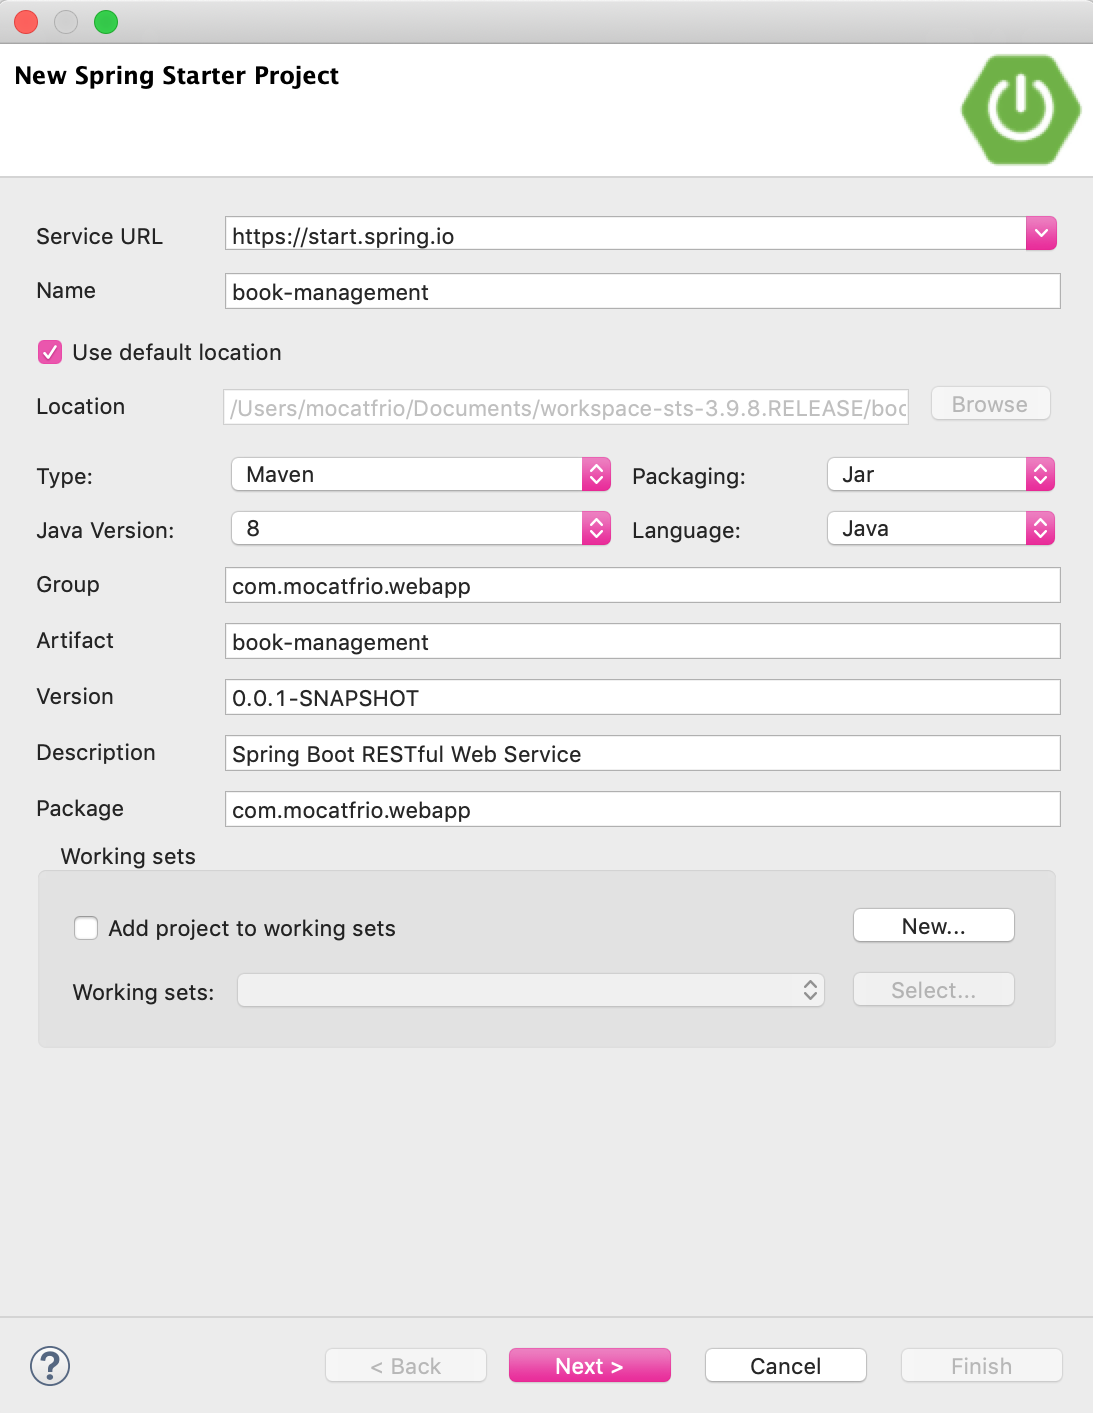 New Spring Starter Project
Service URL https://start.spring.io
Name book-management
Use default location
Location /Users/mocatfrio/Documents/workspace-sts-3.9.8.RELEASE/boo Browse
Type: Maven Packaging: Jar
Java Version: 8 Language: Java
Group com.mocatfrio.webapp
Artifact book-management
Version 0.0.1-SNAPSHOT
Description Spring Boot RESTful Web Service
Package com.mocatfrio.webapp
Working sets
Add project to working sets New...
Working sets: Select...
? < Back Next > Cancel Finish